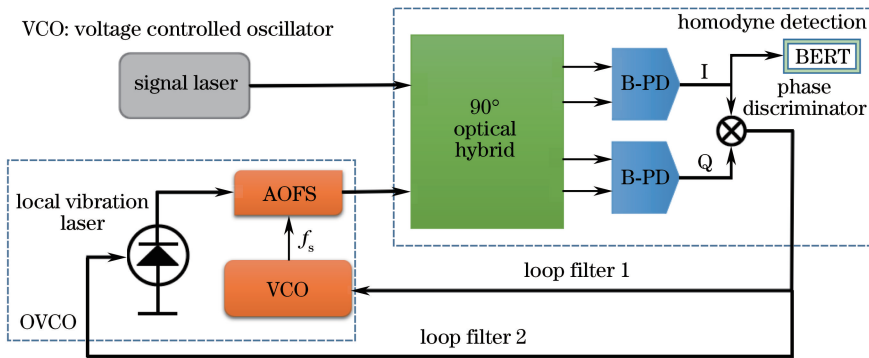 VCO: voltage controlled oscillator
homodyne detection
signal laser
90°
optical
hybrid
B-PD
I
BERT
phase
discriminator
B-PD
Q
local vibration
laser
AOFS
fs
VCO
OVCO
loop filter 1
loop filter 2